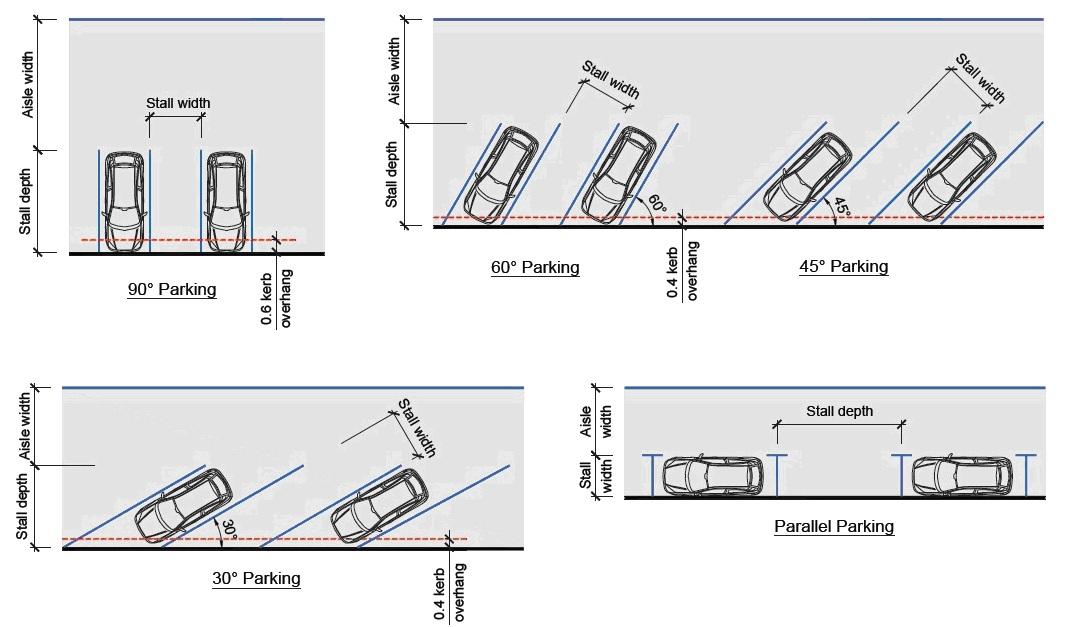 Aisle width
Stall width
Stall depth
0.6 kerb
overhang
90° Parking
Aisle width
Stall width
Stall depth
60°
0.4 kerb
overhang
60° Parking
Stall width
45°
45° Parking
Aisle width
Stall width
Stall depth
30°
0.4 kerb
overhang
30° Parking
Aisle
width
Stall depth
Stall
width
Parallel Parking